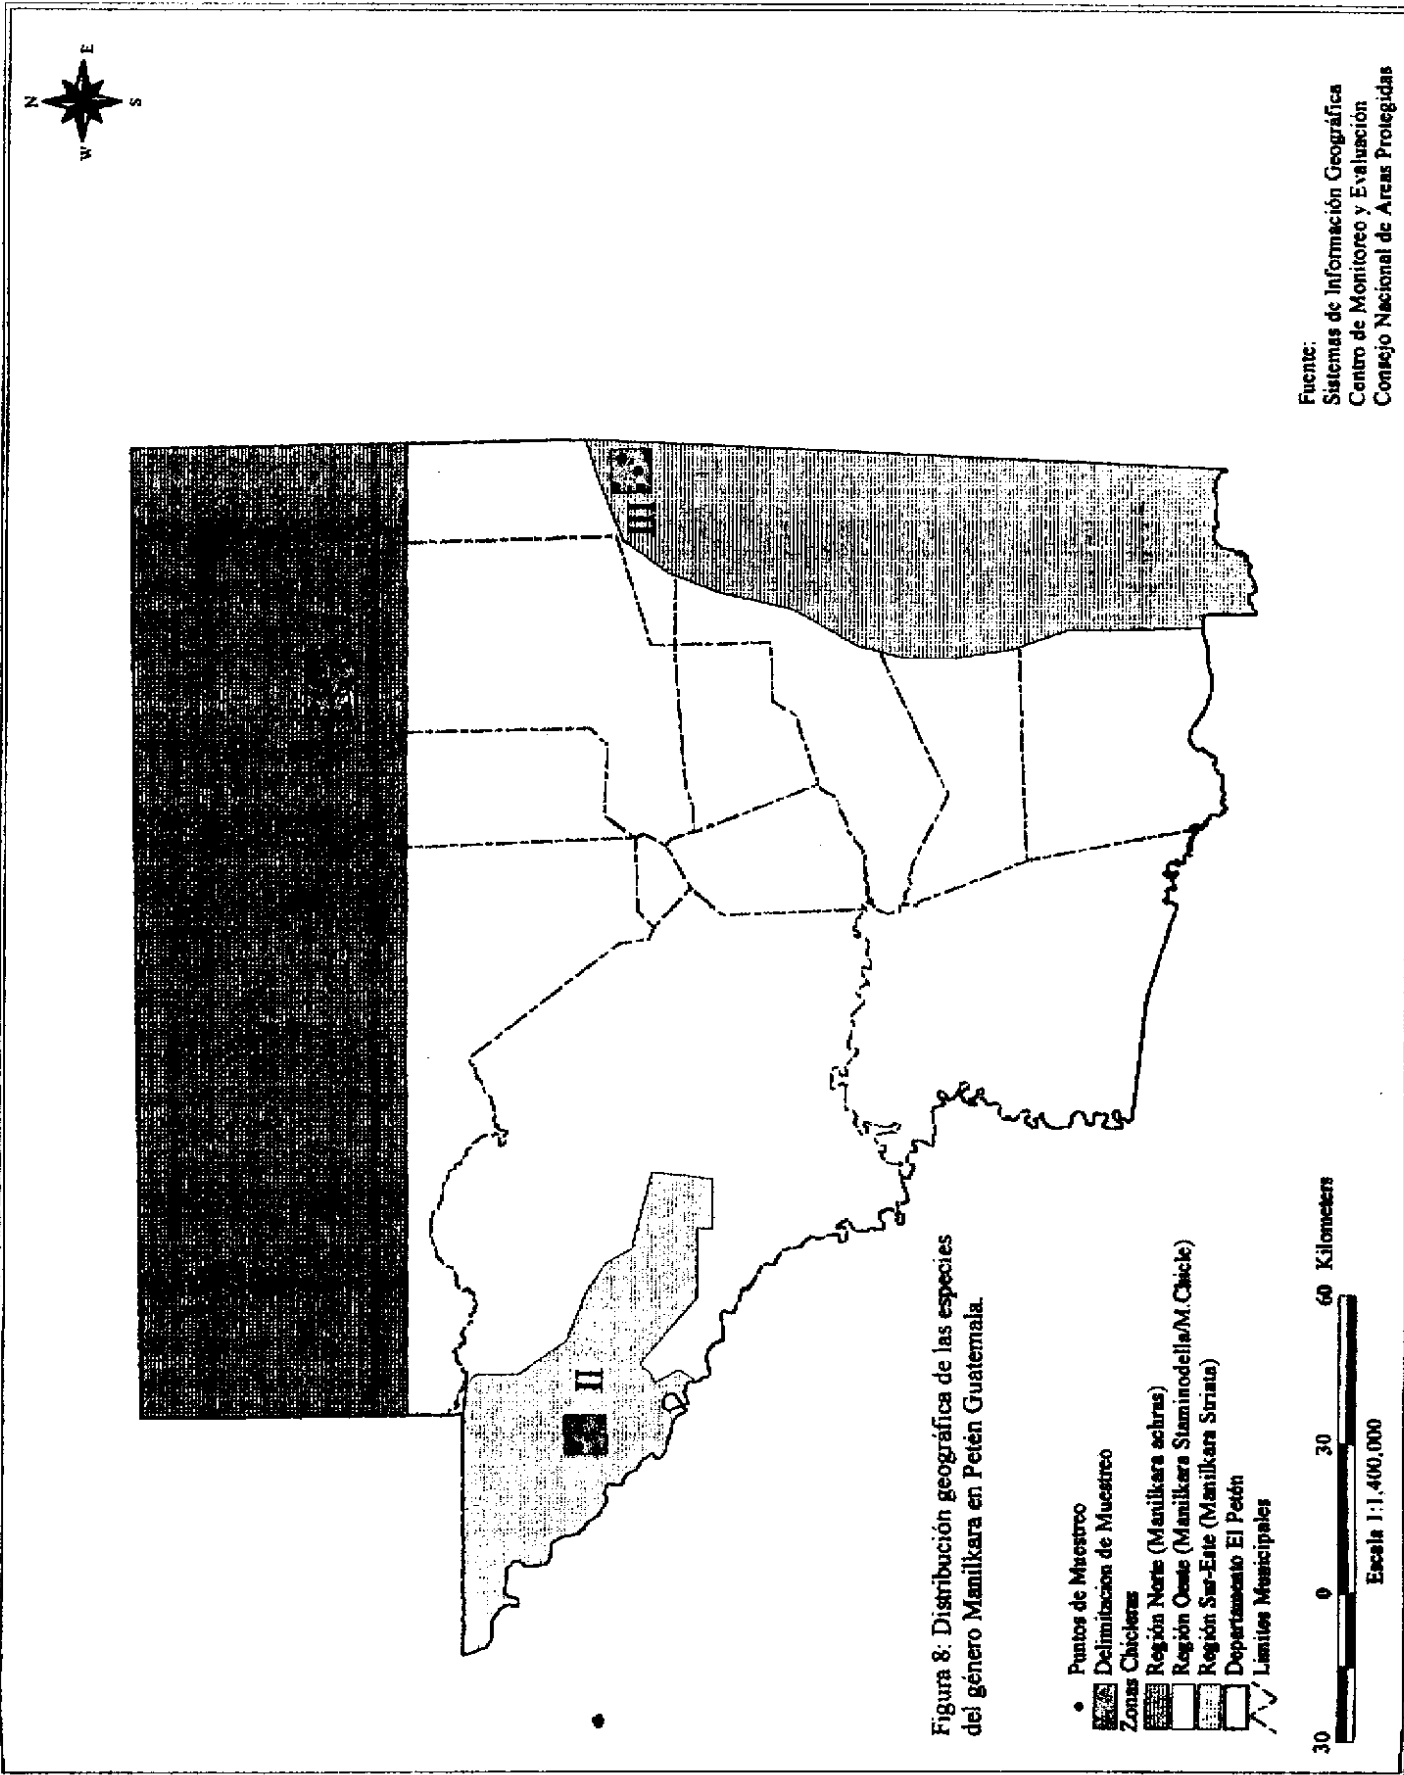 N
W
E
S
III
II
Figura 8: Distribución geográfica de las especies
del género Manilkara en Petén Guatemala.
Puntos de Muestreo
Delimitacion de Muestreo
Zonas Chicleras
Región Norte (Manilkara achras)
Región Oeste (Manilkara Staminodella/M.Chicle)
Región Sur-Este (Manilkara Striata)
Departamento El Petén
Limites Municipales
30 0 30 60 Kilometers
Escala 1:1,400,000
Fuente:
Sistemas de Información Geográfica
Centro de Monitoreo y Evaluación
Consejo Nacional de Areas Protegidas